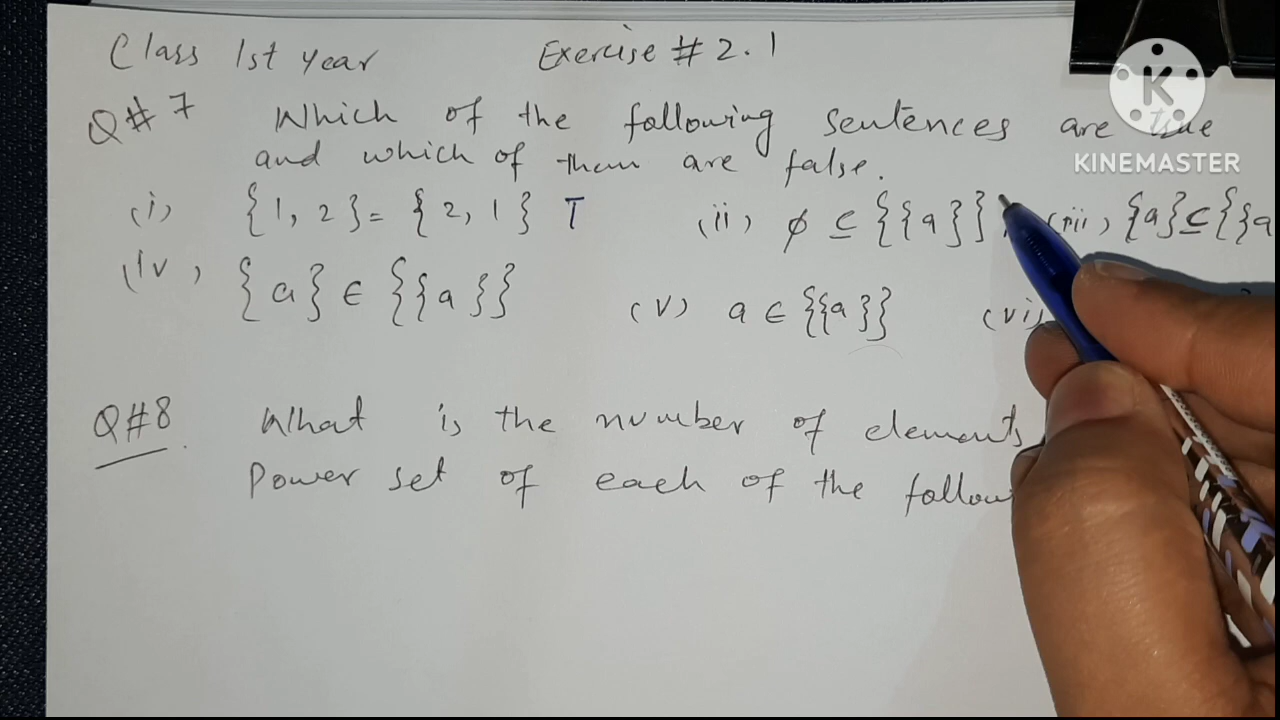 Class 1st year Exercise # 2.1
Q# 7 Which of the following sentences are true
and which of them are false.
(i) {1, 2} = {2, 1} T (ii) φ ⊆ {{a}} (iii) {a} ⊆ {{a
(iv) {a} ∈ {{a}} (v) a ∈ {{a}} (vi)
Q#8. What is the number of elements
Power set of each of the
K
KINEMASTER